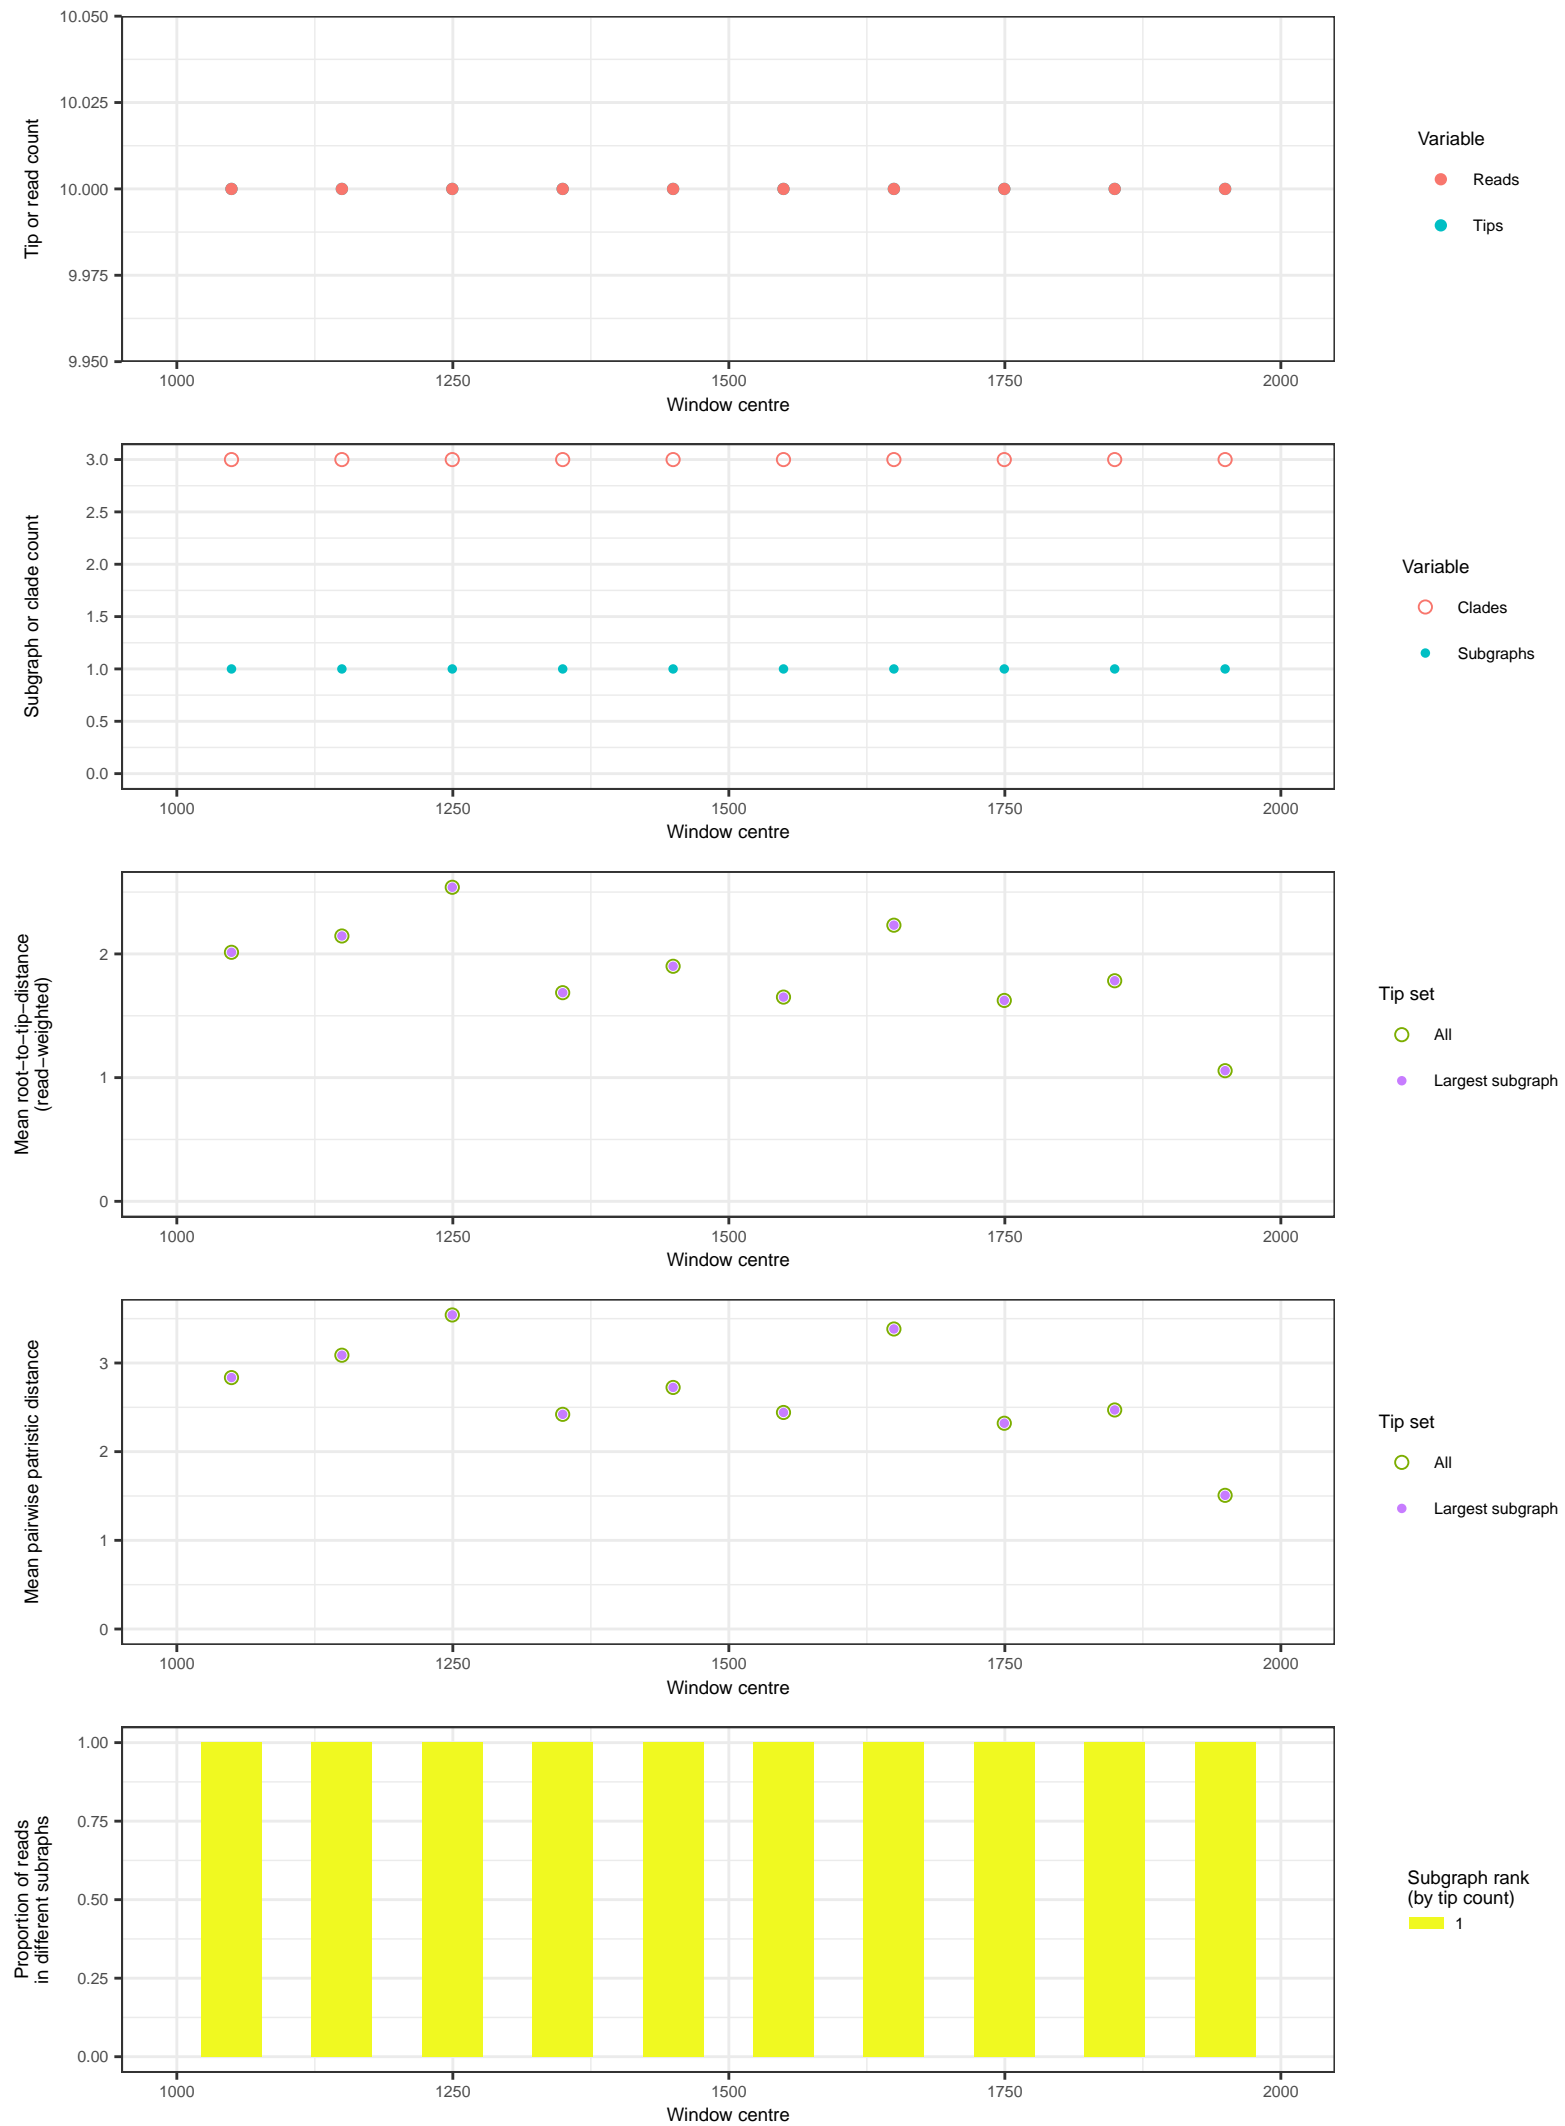 10.050
10.025
10.000
9.975
9.950
Tip or read count
1000 1250 1500 1750 2000
Window centre
Variable
Reads
Tips
3.0
2.5
2.0
1.5
1.0
0.5
0.0
Subgraph or clade count
1000 1250 1500 1750 2000
Window centre
Variable
Clades
Subgraphs
2
1
0
Mean root−to−tip−distance
(read−weighted)
1000 1250 1500 1750 2000
Window centre
Tip set
All
Largest subgraph
3
2
1
0
Mean pairwise patristic distance
1000 1250 1500 1750 2000
Window centre
Tip set
All
Largest subgraph
1.00
0.75
0.50
0.25
0.00
Proportion of reads
in different subraphs
1000 1250 1500 1750 2000
Window centre
Subgraph rank
(by tip count)
1